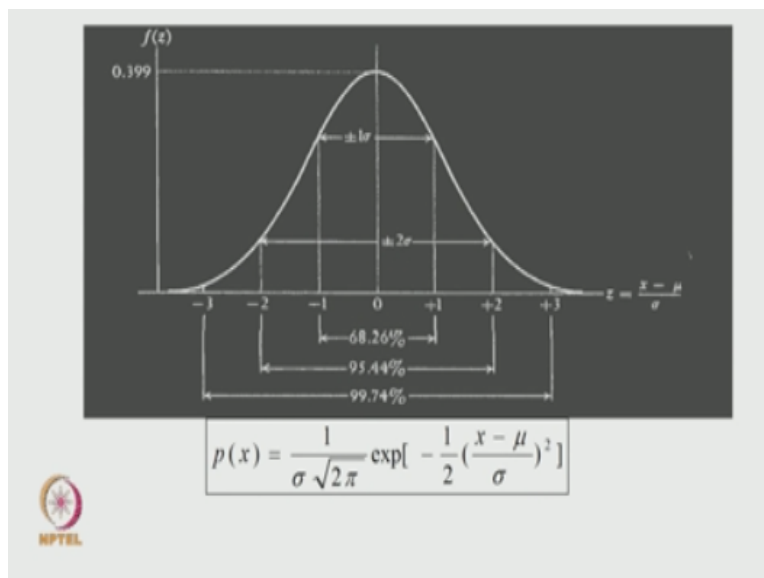 f(z)
0.399
±1σ
±2σ
-3 -2 -1 0 +1 +2 +3 z = (x - μ)/σ
68.26%
95.44%
99.74%
p(x) = 1/(σ√2π) exp[ - 1/2 ((x - μ)/σ)² ]
NPTEL